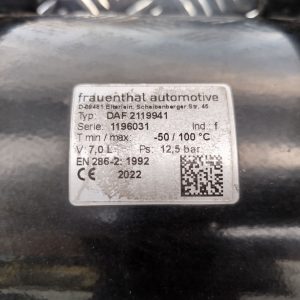 frauenthal automotive
D-09481 Elterlein, Scheibenberger Str. 46
Typ: DAF 2119941
Serie: 1196031 Ind: f
T min / max: -50 / 100 °C
V: 7,0 L Ps: 12,5 bar
EN 286-2: 1992
CE 2022